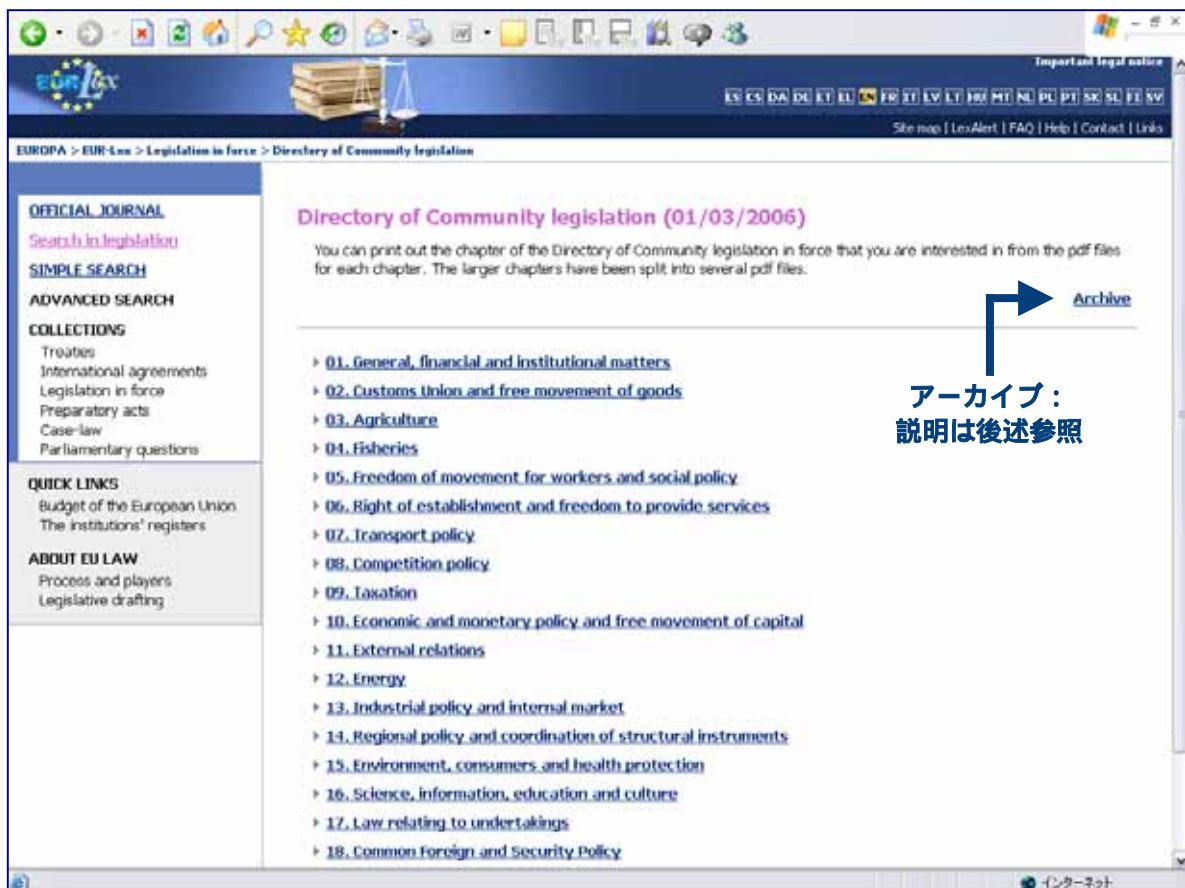 Important legal notice
EUR Lex
ES CS DA DE ET EL EN FR IT LV LT HU MT NL PL PT SK SL FI SV
Site map | LexAlert | FAQ | Help | Contact | Links
EUROPA > EUR-Lex > Legislation in force > Directory of Community legislation
OFFICIAL JOURNAL
Search in legislation
SIMPLE SEARCH
ADVANCED SEARCH
COLLECTIONS
Treaties
International agreements
Legislation in force
Preparatory acts
Case-law
Parliamentary questions
QUICK LINKS
Budget of the European Union
The institutions' registers
ABOUT EU LAW
Process and players
Legislative drafting
Directory of Community legislation (01/03/2006)
You can print out the chapter of the Directory of Community legislation in force that you are interested in from the pdf files
for each chapter. The larger chapters have been split into several pdf files.
Archive
アーカイブ：
説明は後述参照
01. General, financial and institutional matters
02. Customs Union and free movement of goods
03. Agriculture
04. Fisheries
05. Freedom of movement for workers and social policy
06. Right of establishment and freedom to provide services
07. Transport policy
08. Competition policy
09. Taxation
10. Economic and monetary policy and free movement of capital
11. External relations
12. Energy
13. Industrial policy and internal market
14. Regional policy and coordination of structural instruments
15. Environment, consumers and health protection
16. Science, information, education and culture
17. Law relating to undertakings
18. Common Foreign and Security Policy
インターネット